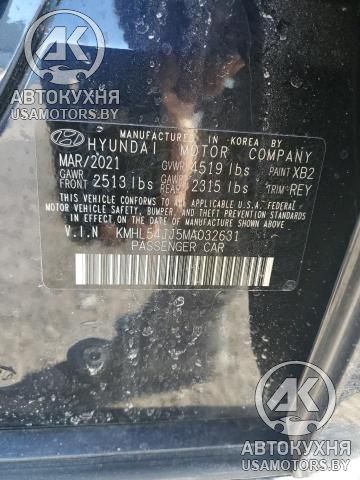 АК
АВТОКУХНЯ
USAMOTORS.BY
MANUFACTURED IN KOREA BY
HYUNDAI MOTOR COMPANY
MAR/2021 GVWR 4519 lbs PAINT XB2
GAWR FRONT 2513 lbs GAWR REAR 2315 lbs TRIM REY
THIS VEHICLE CONFORMS TO ALL APPLICABLE
U.S.A. FEDERAL MOTOR VEHICLE SAFETY, BUMPER,
AND THEFT PREVENTION STANDARDS IN EFFECT ON
THE DATE OF MANUFACTURE SHOWN ABOVE.
V.I.N KMHL54JJ5MA032631
PASSENGER CAR
АК
АВТОКУХНЯ
USAMOTORS.BY